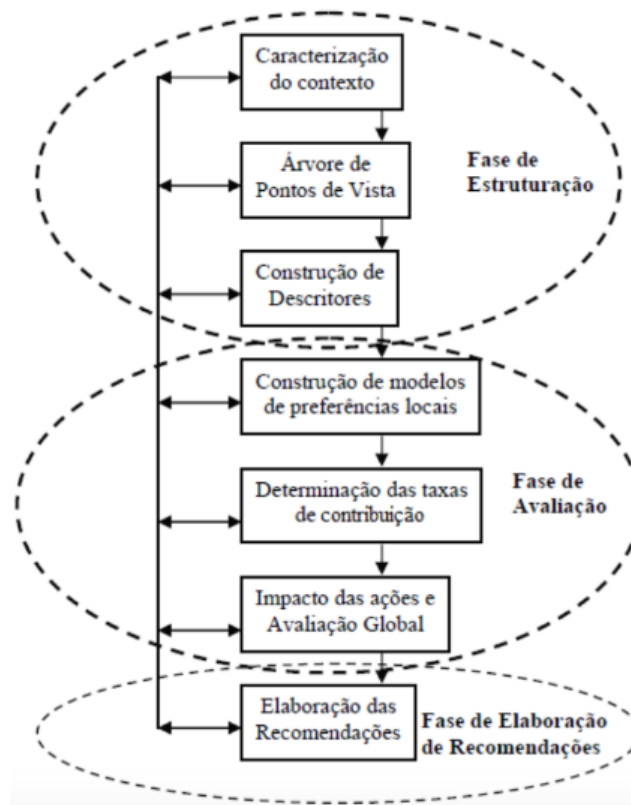 Caracterização
do contexto
Árvore de
Pontos de Vista
Fase de
Estruturação
Construção de
Descritores
Construção de modelos
de preferências locais
Determinação das taxas
de contribuição
Fase de
Avaliação
Impacto das ações e
Avaliação Global
Elaboração das
Recomendações
Fase de Elaboração
de Recomendações